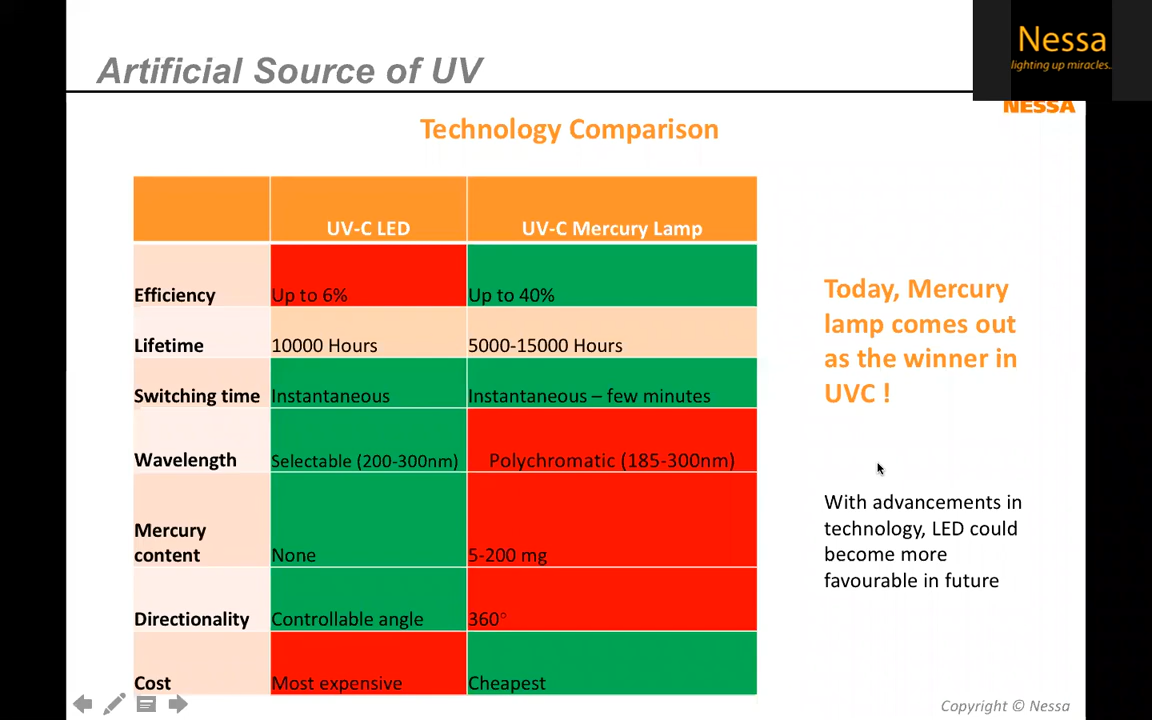 Artificial Source of UV
Nessa
lighting up miracles..
NESSA
Technology Comparison
UV-C LED
UV-C Mercury Lamp
Efficiency
Up to 6%
Up to 40%
Lifetime
10000 Hours
5000-15000 Hours
Switching time
Instantaneous
Instantaneous – few minutes
Wavelength
Selectable (200-300nm)
Polychromatic (185-300nm)
Mercury
content
None
5-200 mg
Directionality
Controllable angle
360°
Cost
Most expensive
Cheapest
Today, Mercury
lamp comes out
as the winner in
UVC !
With advancements in
technology, LED could
become more
favourable in future
Copyright © Nessa